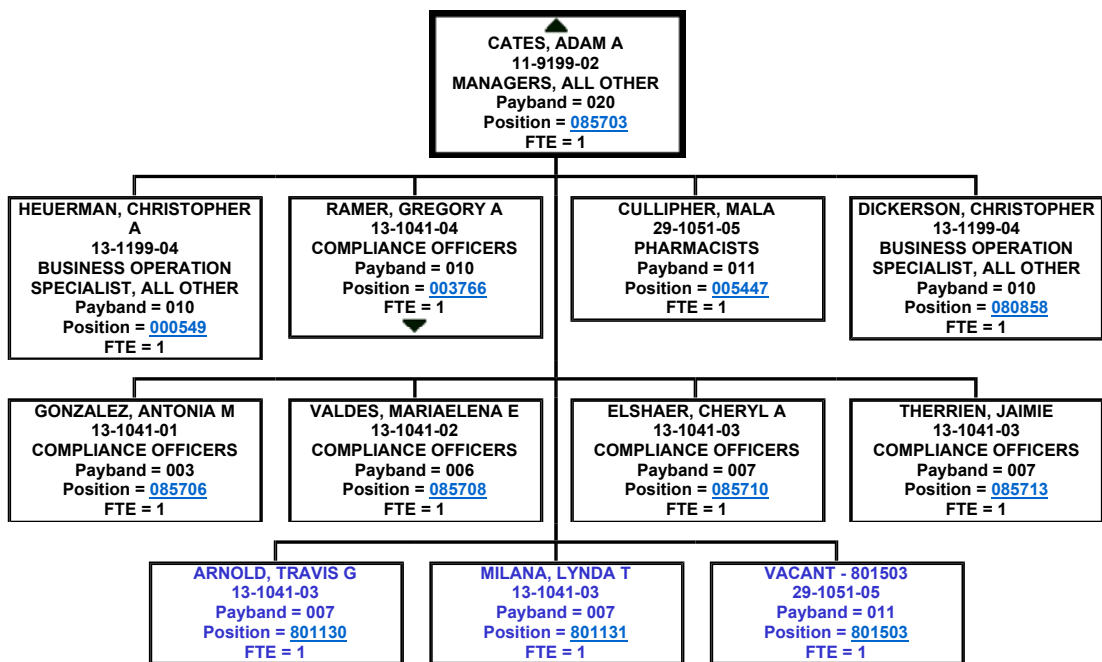 CATES, ADAM A
11-9199-02
MANAGERS, ALL OTHER
Payband = 020
Position = 085703
FTE = 1
HEUERMAN, CHRISTOPHER
A
13-1199-04
BUSINESS OPERATION
SPECIALIST, ALL OTHER
Payband = 010
Position = 000549
FTE = 1
RAMER, GREGORY A
13-1041-04
COMPLIANCE OFFICERS
Payband = 010
Position = 003766
FTE = 1
CULLIPHER, MALA
29-1051-05
PHARMACISTS
Payband = 011
Position = 005447
FTE = 1
DICKERSON, CHRISTOPHER
13-1199-04
BUSINESS OPERATION
SPECIALIST, ALL OTHER
Payband = 010
Position = 080858
FTE = 1
GONZALEZ, ANTONIA M
13-1041-01
COMPLIANCE OFFICERS
Payband = 003
Position = 085706
FTE = 1
VALDES, MARIAELENA E
13-1041-02
COMPLIANCE OFFICERS
Payband = 006
Position = 085708
FTE = 1
ELSHAER, CHERYL A
13-1041-03
COMPLIANCE OFFICERS
Payband = 007
Position = 085710
FTE = 1
THERRIEN, JAIMIE
13-1041-03
COMPLIANCE OFFICERS
Payband = 007
Position = 085713
FTE = 1
ARNOLD, TRAVIS G
13-1041-03
Payband = 007
Position = 801130
FTE = 1
MILANA, LYNDA T
13-1041-03
Payband = 007
Position = 801131
FTE = 1
VACANT - 801503
29-1051-05
Payband = 011
Position = 801503
FTE = 1